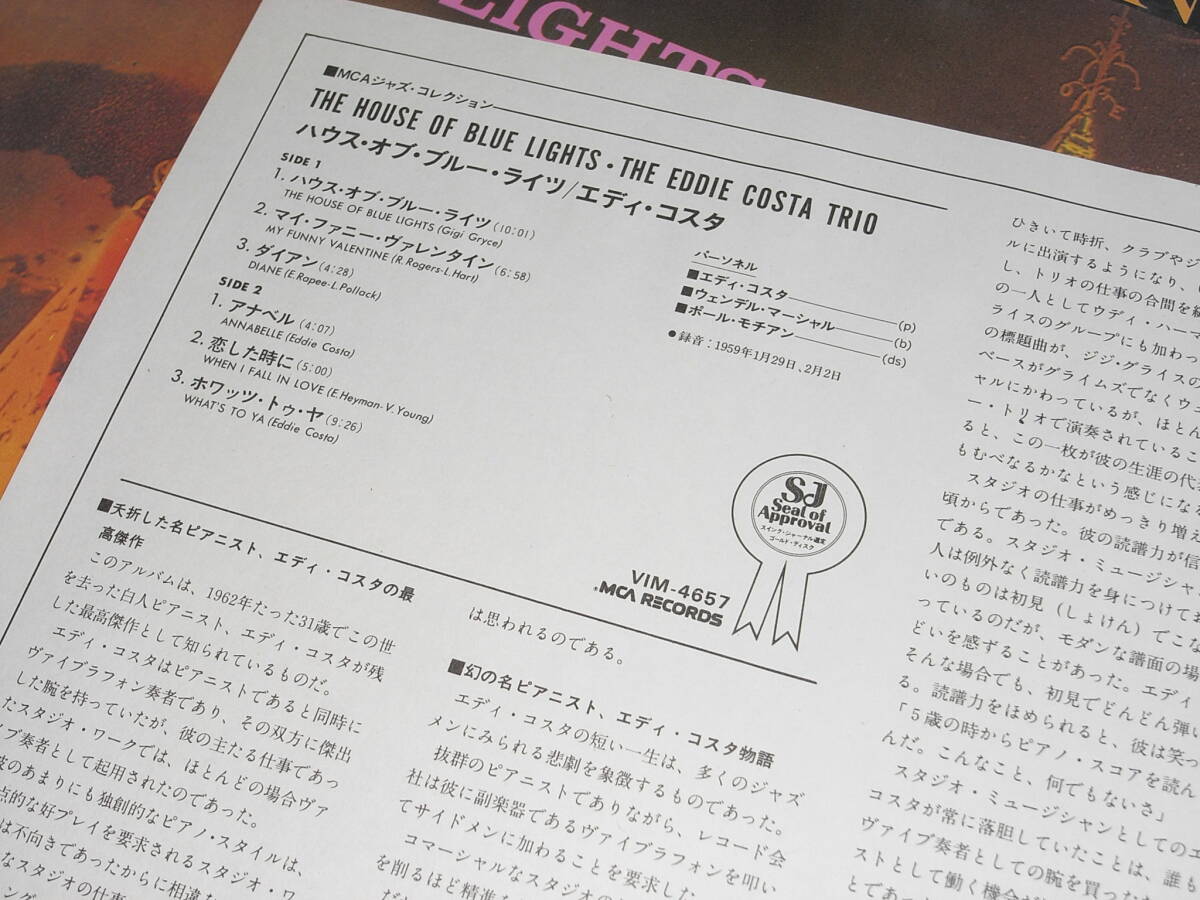 LIGHTS
■MCAジャズ・コレクション
THE HOUSE OF BLUE LIGHTS・THE EDDIE COSTA TRIO
ハウス・オブ・ブルー・ライツ/エディ・コスタ
SIDE 1
1. ハウス・オブ・ブルー・ライツ(10:01)
THE HOUSE OF BLUE LIGHTS (Gigi Gryce)
2. マイ・ファニー・ヴァレンタイン(6:58)
MY FUNNY VALENTINE (R. Rogers-L. Hart)
3. ダイアン(4:28)
DIANE (E. Rapee-L. Pollack)
SIDE 2
1. アナベル(4:07)
ANNABELLE (Eddie Costa)
2. 恋した時に(5:00)
WHEN I FALL IN LOVE (E. Heyman-V. Young)
3. ホワッツ・トゥ・ヤ(9:26)
WHAT'S TO YA (Eddie Costa)
パーソネル
■エディ・コスタ (p)
■ウェンデル・マーシャル (b)
■ポール・モチアン (ds)
●録音:1959年1月29日、2月2日
SJ
Seal of
Approval
スイング・ジャーナル選定
ゴールド・ディスク
VIM-4657
MCA RECORDS
■夭折した名ピアニスト、エディ・コスタの最
高傑作
このアルバムは、1962年たった31歳でこの世
を去った白人ピアニスト、エディ・コスタが残
した最高傑作として知られているものだ。
エディ・コスタはピアニストであると同時に
ヴァイブラフォン奏者であり、その双方に傑出
した腕を持っていたが、彼の主たる仕事であっ
たスタジオ・ワークでは、ほとんどの場合ヴァ
イブ奏者として起用されたのであった。
彼のあまりにも独創的なピアノ・スタイルは、
点的な好プレイを要求されるスタジオ・ワ
は不向きであったからに相違な
なスタジオの仕事
は思われるのである。
■幻の名ピアニスト、エディ・コスタ物語
エディ・コスタの短い一生は、多くのジャズ
メンにみられる悲劇を象徴するものであった。
抜群のピアニストでありながら、レコード会
社は彼に副楽器であるヴァイブラフォンを叩い
てサイドメンに加わることを要求した。
コマーシャルなスタジオの
を削るほど精進を
ひきいて時折、クラブやジ
ルに出演するようになり、
し、トリオの仕事の合間を
の一人としてウディ・ハーマ
ライスのグループにも加わっ
の標題曲が、ジジ・グライスの
ベースがグライムズでなくウェ
ャルにかわっているが、ほとん
ー・トリオで演奏されているこ
ると、この一枚が彼の生涯の代
もむべなるかなという感じにな
スタジオの仕事がめっきり増え
頃からであった。彼の読譜力が信
である。スタジオ・ミュージシャ
人は例外なく読譜力を身につけて
いのものは初見(しょけん)でこな
っているのだが、モダンな譜面の場
どいを感ずることがあった。エディ
そんな場合でも、初見でどんどん弾い
る。読譜力をほめられると、彼は笑っ
「5歳の時からピアノ・スコアを読ん
んだ。こんなこと、何でもないさ」
スタジオ・ミュージシャンとしてのエ
コスタが常に落胆していたことは、誰も
ヴァイブ奏者としての腕を買った
ストとして働く機会が
とであ